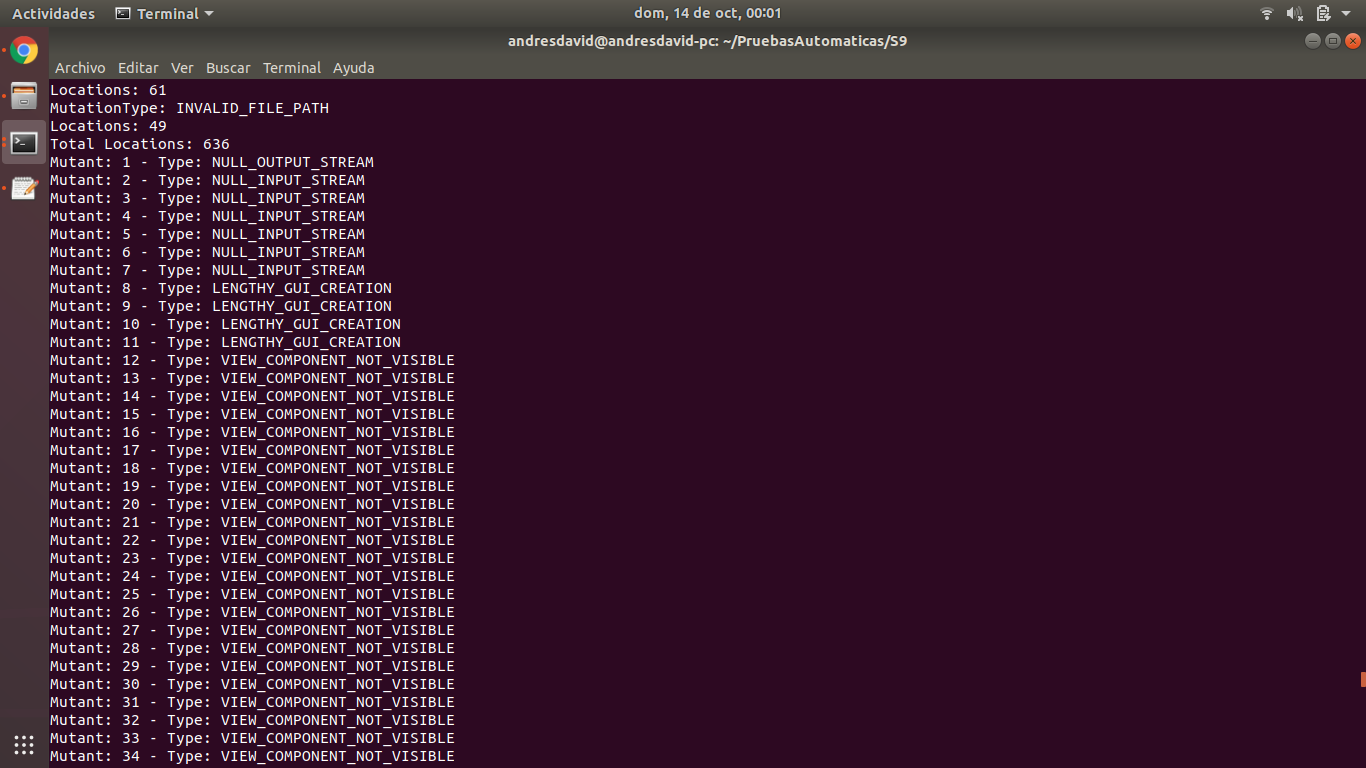 Actividades Terminal dom, 14 de oct, 00:01
andresdavid@andresdavid-pc: ~/PruebasAutomaticas/S9
Archivo Editar Ver Buscar Terminal Ayuda
Locations: 61
MutationType: INVALID_FILE_PATH
Locations: 49
Total Locations: 636
Mutant: 1 - Type: NULL_OUTPUT_STREAM
Mutant: 2 - Type: NULL_INPUT_STREAM
Mutant: 3 - Type: NULL_INPUT_STREAM
Mutant: 4 - Type: NULL_INPUT_STREAM
Mutant: 5 - Type: NULL_INPUT_STREAM
Mutant: 6 - Type: NULL_INPUT_STREAM
Mutant: 7 - Type: NULL_INPUT_STREAM
Mutant: 8 - Type: LENGTHY_GUI_CREATION
Mutant: 9 - Type: LENGTHY_GUI_CREATION
Mutant: 10 - Type: LENGTHY_GUI_CREATION
Mutant: 11 - Type: LENGTHY_GUI_CREATION
Mutant: 12 - Type: VIEW_COMPONENT_NOT_VISIBLE
Mutant: 13 - Type: VIEW_COMPONENT_NOT_VISIBLE
Mutant: 14 - Type: VIEW_COMPONENT_NOT_VISIBLE
Mutant: 15 - Type: VIEW_COMPONENT_NOT_VISIBLE
Mutant: 16 - Type: VIEW_COMPONENT_NOT_VISIBLE
Mutant: 17 - Type: VIEW_COMPONENT_NOT_VISIBLE
Mutant: 18 - Type: VIEW_COMPONENT_NOT_VISIBLE
Mutant: 19 - Type: VIEW_COMPONENT_NOT_VISIBLE
Mutant: 20 - Type: VIEW_COMPONENT_NOT_VISIBLE
Mutant: 21 - Type: VIEW_COMPONENT_NOT_VISIBLE
Mutant: 22 - Type: VIEW_COMPONENT_NOT_VISIBLE
Mutant: 23 - Type: VIEW_COMPONENT_NOT_VISIBLE
Mutant: 24 - Type: VIEW_COMPONENT_NOT_VISIBLE
Mutant: 25 - Type: VIEW_COMPONENT_NOT_VISIBLE
Mutant: 26 - Type: VIEW_COMPONENT_NOT_VISIBLE
Mutant: 27 - Type: VIEW_COMPONENT_NOT_VISIBLE
Mutant: 28 - Type: VIEW_COMPONENT_NOT_VISIBLE
Mutant: 29 - Type: VIEW_COMPONENT_NOT_VISIBLE
Mutant: 30 - Type: VIEW_COMPONENT_NOT_VISIBLE
Mutant: 31 - Type: VIEW_COMPONENT_NOT_VISIBLE
Mutant: 32 - Type: VIEW_COMPONENT_NOT_VISIBLE
Mutant: 33 - Type: VIEW_COMPONENT_NOT_VISIBLE
Mutant: 34 - Type: VIEW_COMPONENT_NOT_VISIBLE